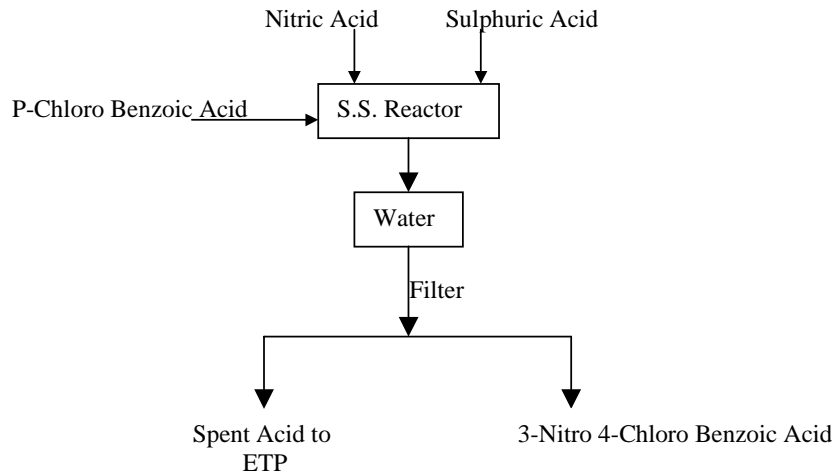 Nitric Acid
Sulphuric Acid
P-Chloro Benzoic Acid
S.S. Reactor
Water
Filter
Spent Acid to
ETP
3-Nitro 4-Chloro Benzoic Acid